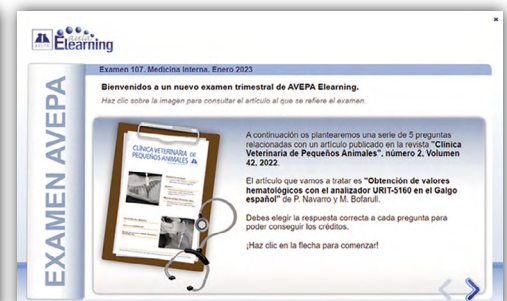 aula
AVEPA Elearning
Examen 107. Medicina Interna. Enero 2023
EXAMEN AVEPA
Bienvenidos a un nuevo examen trimestral de AVEPA Elearning.
Haz clic sobre la imagen para consultar el artículo al que se refiere el examen.
CLÍNICA VETERINARIA DE
PEQUEÑOS ANIMALES
A continuación os plantearemos una serie de 5 preguntas
relacionadas con un artículo publicado en la revista "Clínica
Veterinaria de Pequeños Animales", número 2, Volumen
42, 2022.
El artículo que vamos a tratar es "Obtención de valores
hematológicos con el analizador URIT-5160 en el Galgo
español" de P. Navarro y M. Bofarull.
Debes elegir la respuesta correcta a cada pregunta para
poder conseguir los créditos.
¡Haz clic en la flecha para comenzar!